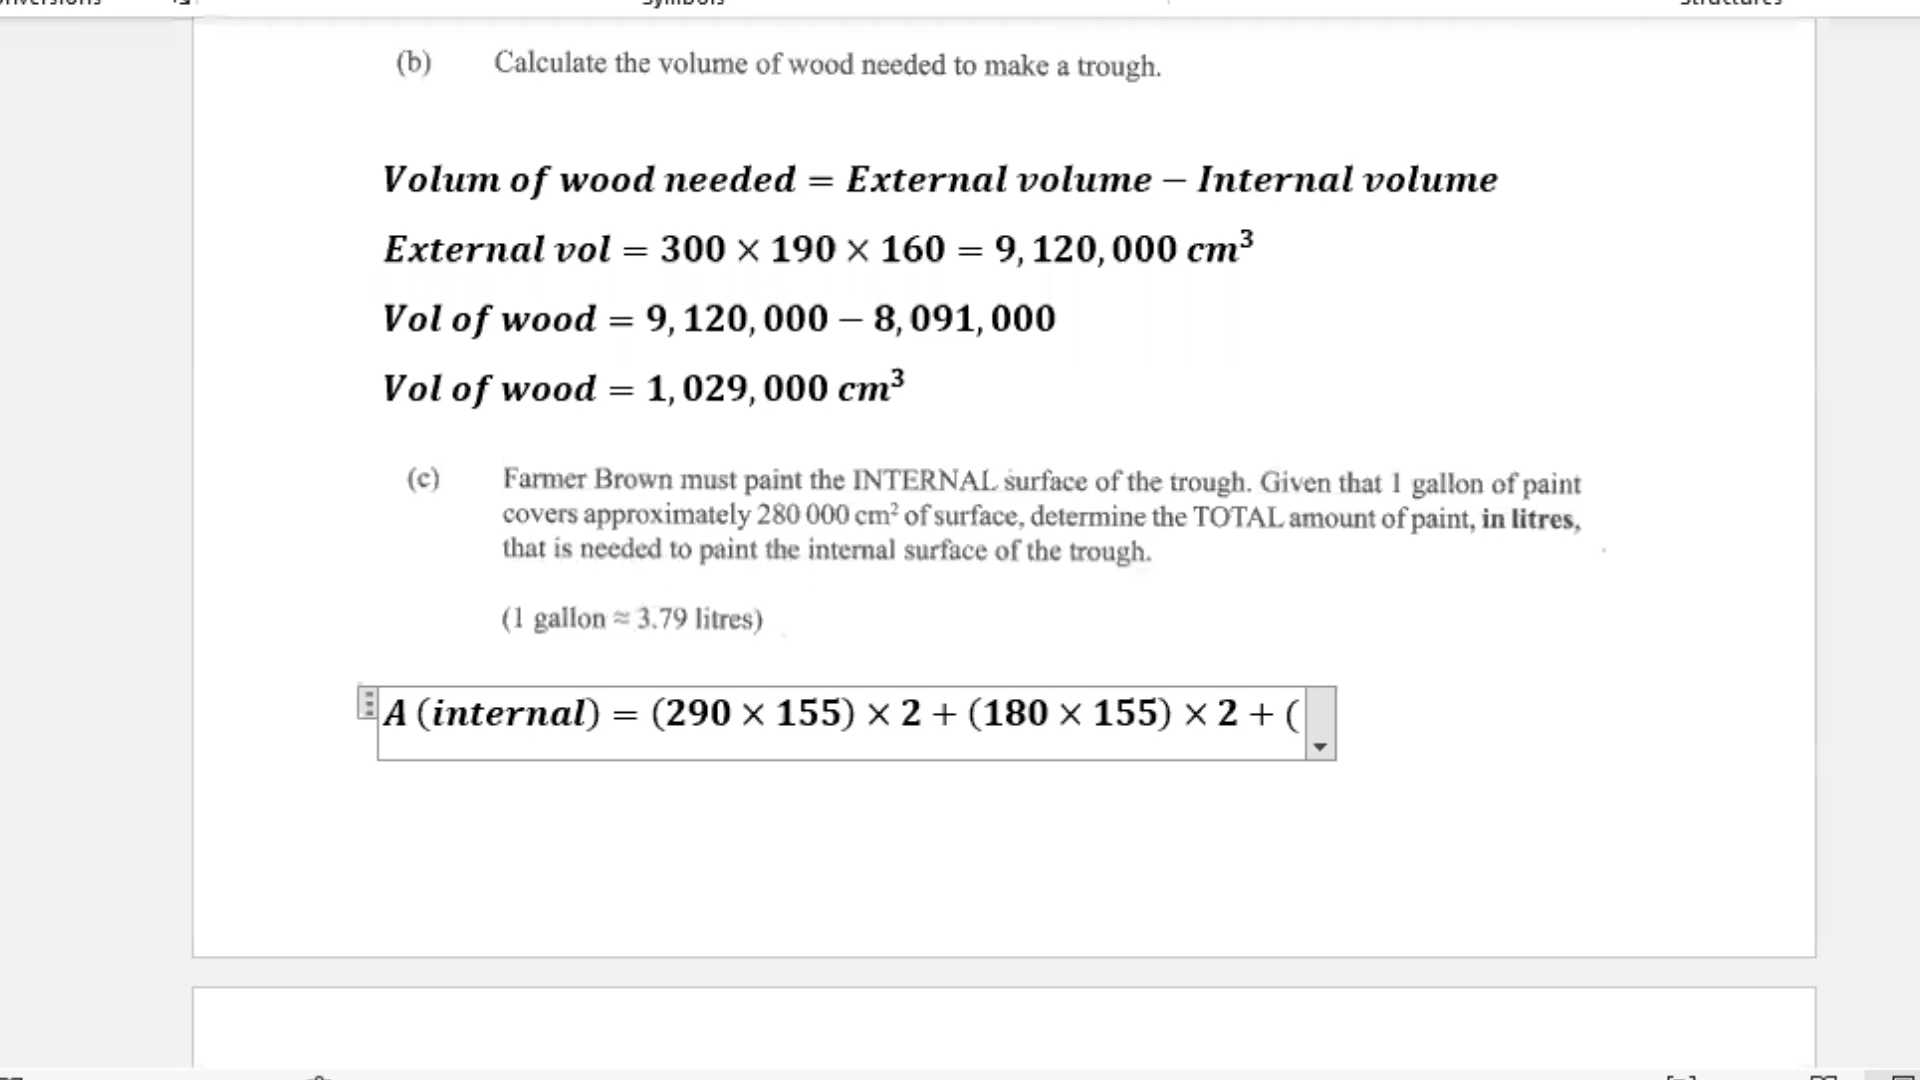 (b) Calculate the volume of wood needed to make a trough.
Volum of wood needed = External volume − Internal volume
External vol = 300 × 190 × 160 = 9, 120, 000 cm³
Vol of wood = 9, 120, 000 − 8, 091, 000
Vol of wood = 1, 029, 000 cm³
(c) Farmer Brown must paint the INTERNAL surface of the trough. Given that 1 gallon of paint
covers approximately 280 000 cm² of surface, determine the TOTAL amount of paint, in litres,
that is needed to paint the internal surface of the trough.
(1 gallon ≈ 3.79 litres)
A (internal) = (290 × 155) × 2 + (180 × 155) × 2 + (